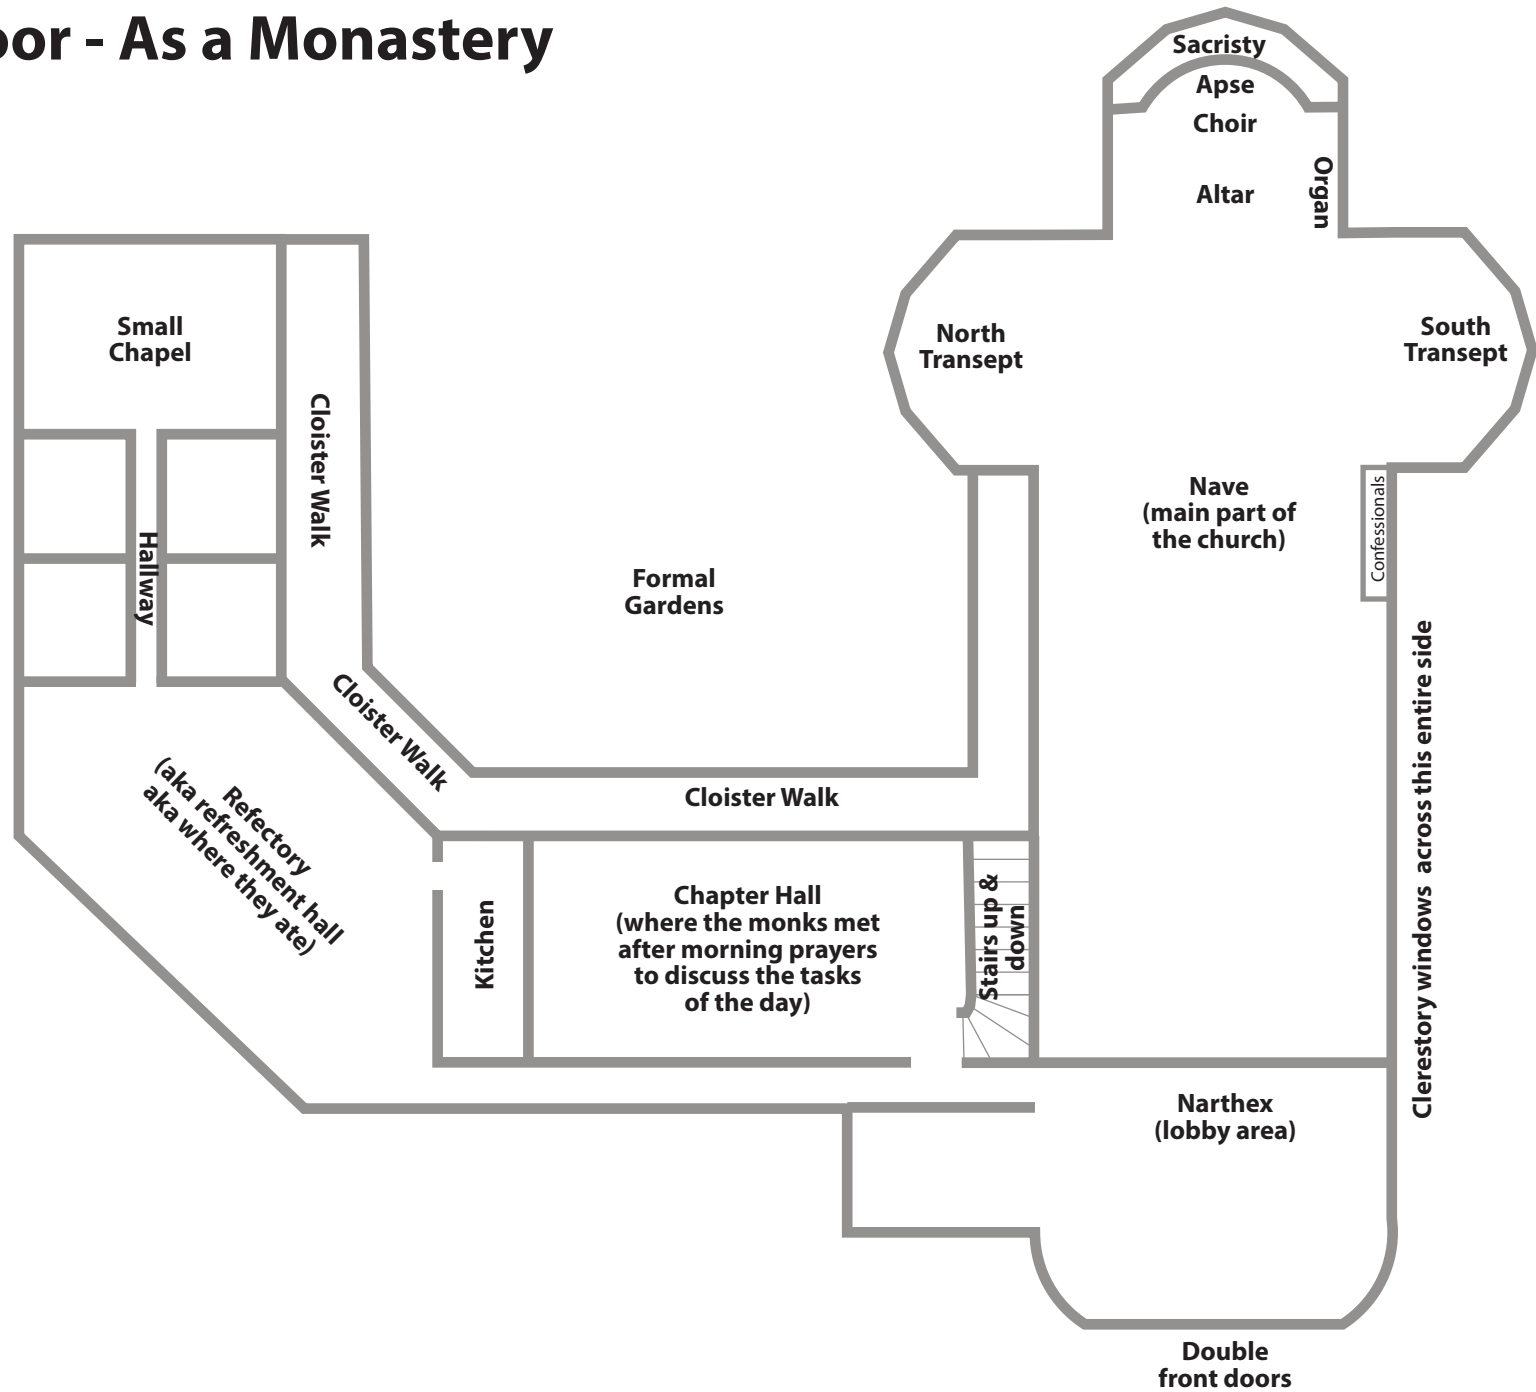 - As a Monastery
Sacristy
Apse
Choir
Organ
Altar
Small
Chapel
North
Transept
South
Transept
Cloister Walk
Nave
(main part of
the church)
Confessionals
Hallway
Formal
Gardens
Cloister Walk
Clerestory windows across this entire side
Cloister Walk
Refectory
(aka refreshment hall
aka where they ate)
Kitchen
Chapter Hall
(where the monks met
after morning prayers
to discuss the tasks
of the day)
Stairs up &
down
Narthex
(lobby area)
Double
front doors